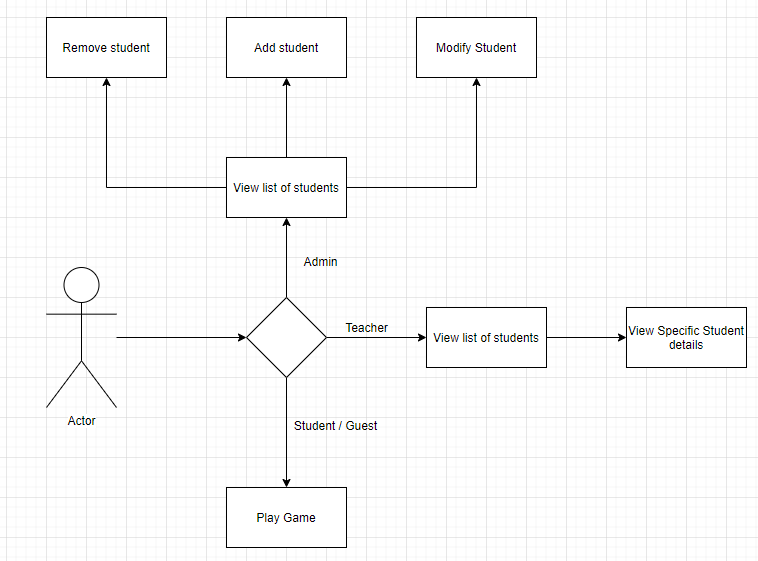 Remove student
Add student
Modify Student
View list of students
Admin
Teacher
View list of students
View Specific Student
details
Actor
Student / Guest
Play Game